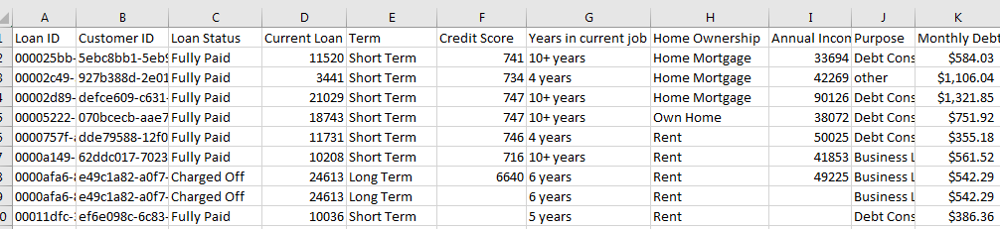 A B C D E F G H I J K
1 Loan ID Customer ID Loan Status Current Loan Term Credit Score Years in current job Home Ownership Annual Incon Purpose Monthly Debt
2 000025bb- 5ebc8bb1-5eb9 Fully Paid 11520 Short Term 741 10+ years Home Mortgage 33694 Debt Cons $584.03
3 00002c49- 927b388d-2e01 Fully Paid 3441 Short Term 734 4 years Home Mortgage 42269 other $1,106.04
4 00002d89- defce609-c631- Fully Paid 21029 Short Term 747 10+ years Home Mortgage 90126 Debt Cons $1,321.85
5 00005222- 070bcecb-aae7 Fully Paid 18743 Short Term 747 10+ years Own Home 38072 Debt Cons $751.92
6 0000757f- dde79588-12f0 Fully Paid 11731 Short Term 746 4 years Rent 50025 Debt Cons $355.18
7 0000a149- 62ddc017-7023 Fully Paid 10208 Short Term 716 10+ years Rent 41853 Business L $561.52
8 0000afa6- e49c1a82-a0f7- Charged Off 24613 Long Term 6640 6 years Rent 49225 Business L $542.29
9 0000afa6- e49c1a82-a0f7- Charged Off 24613 Long Term 6 years Rent Business L $542.29
0 00011dfc- ef6e098c-6c83- Fully Paid 10036 Short Term 5 years Rent Debt Cons $386.36